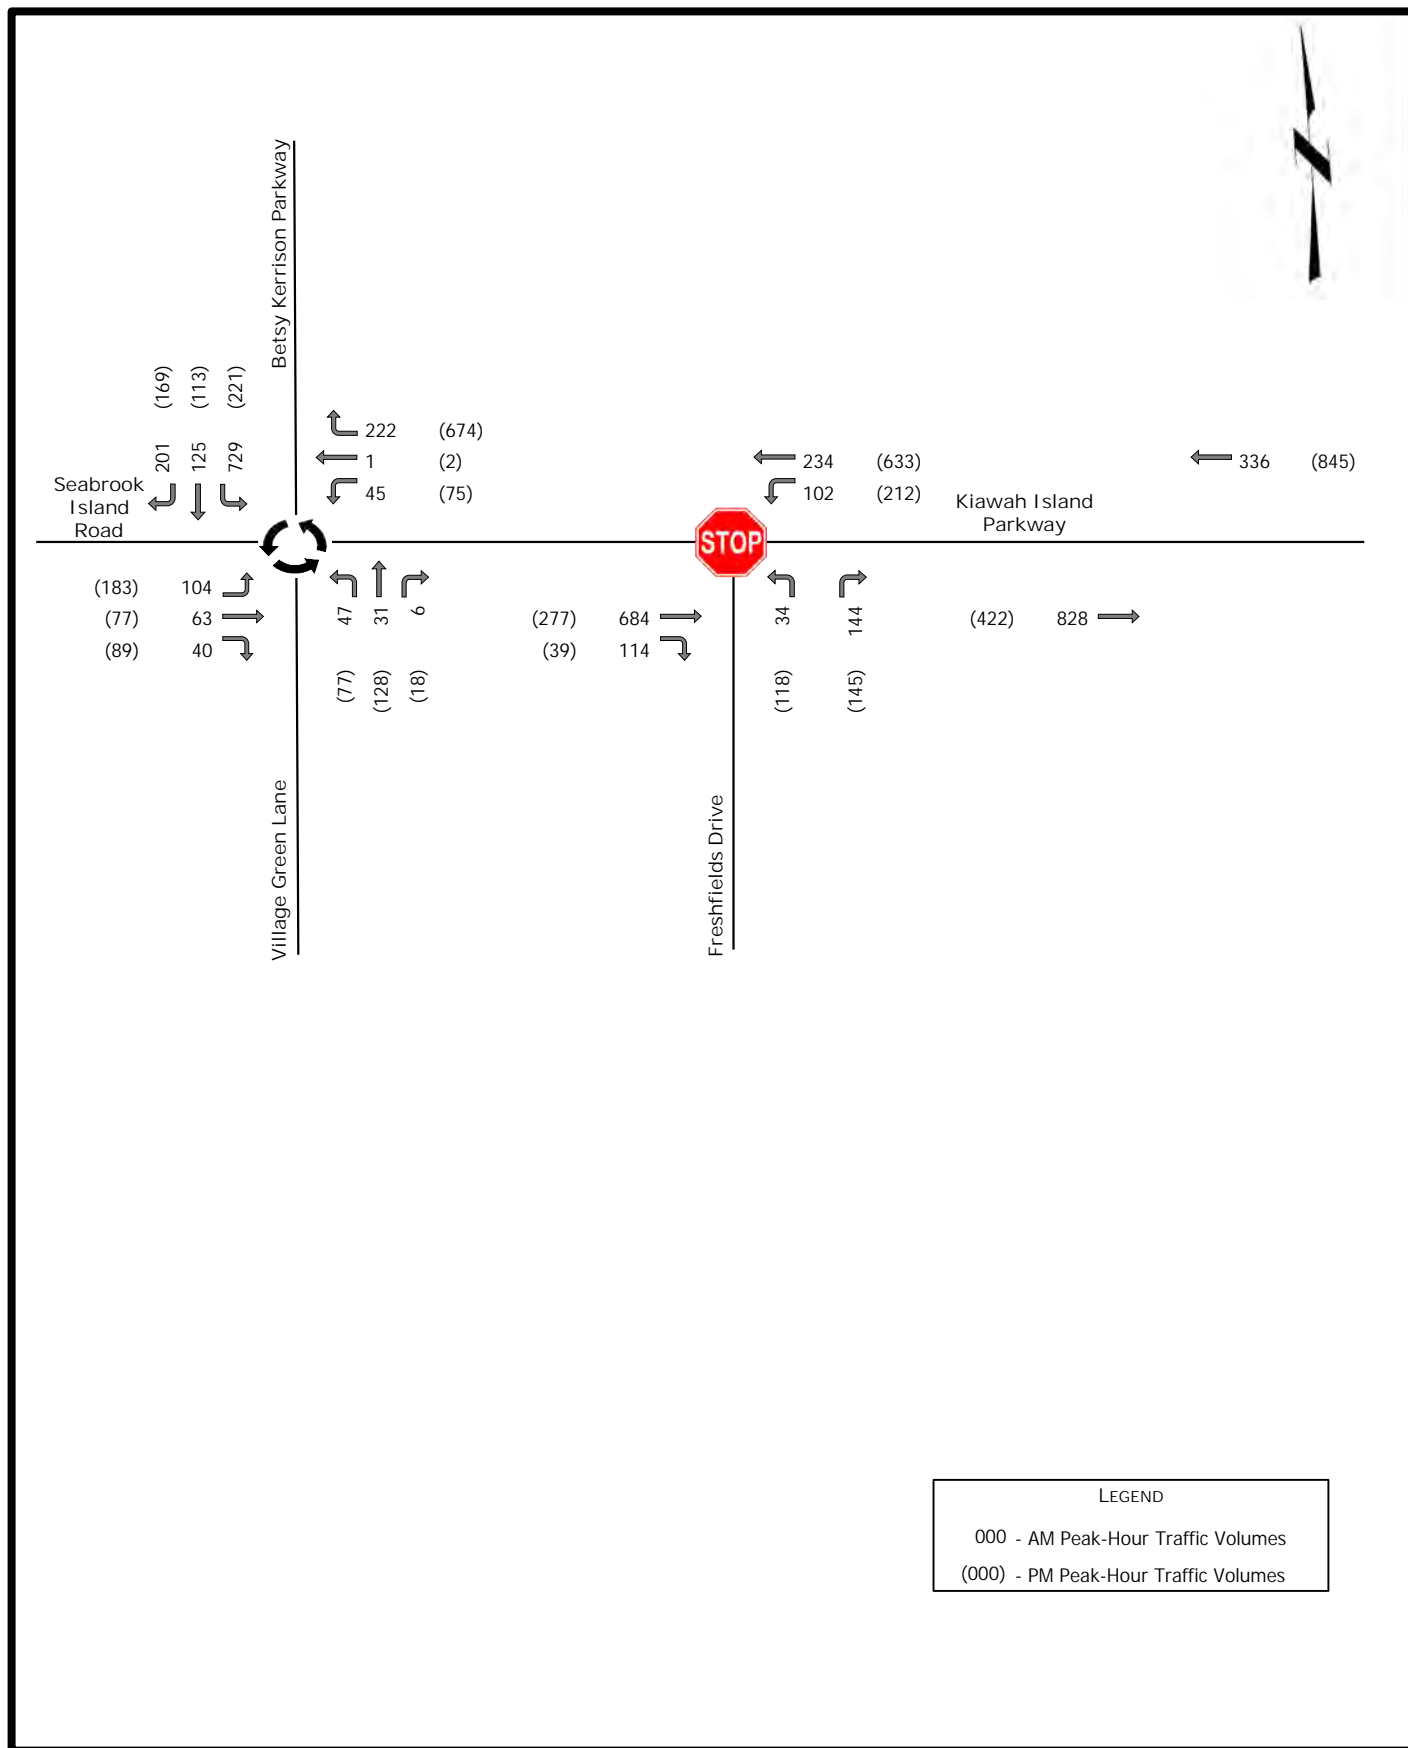 Betsy Kerrison Parkway
(169) (113) (221)
201 125 729
222 (674)
1 (2)
45 (75)
234 (633)
102 (212)
336 (845)
Seabrook
Island
Road
Kiawah Island
Parkway
STOP
(183) 104
(77) 63
(89) 40
47 31 6
(77) (128) (18)
(277) 684
(39) 114
34 144
(118) (145)
(422) 828
Village Green Lane
Freshfields Drive
LEGEND
000 - AM Peak-Hour Traffic Volumes
(000) - PM Peak-Hour Traffic Volumes